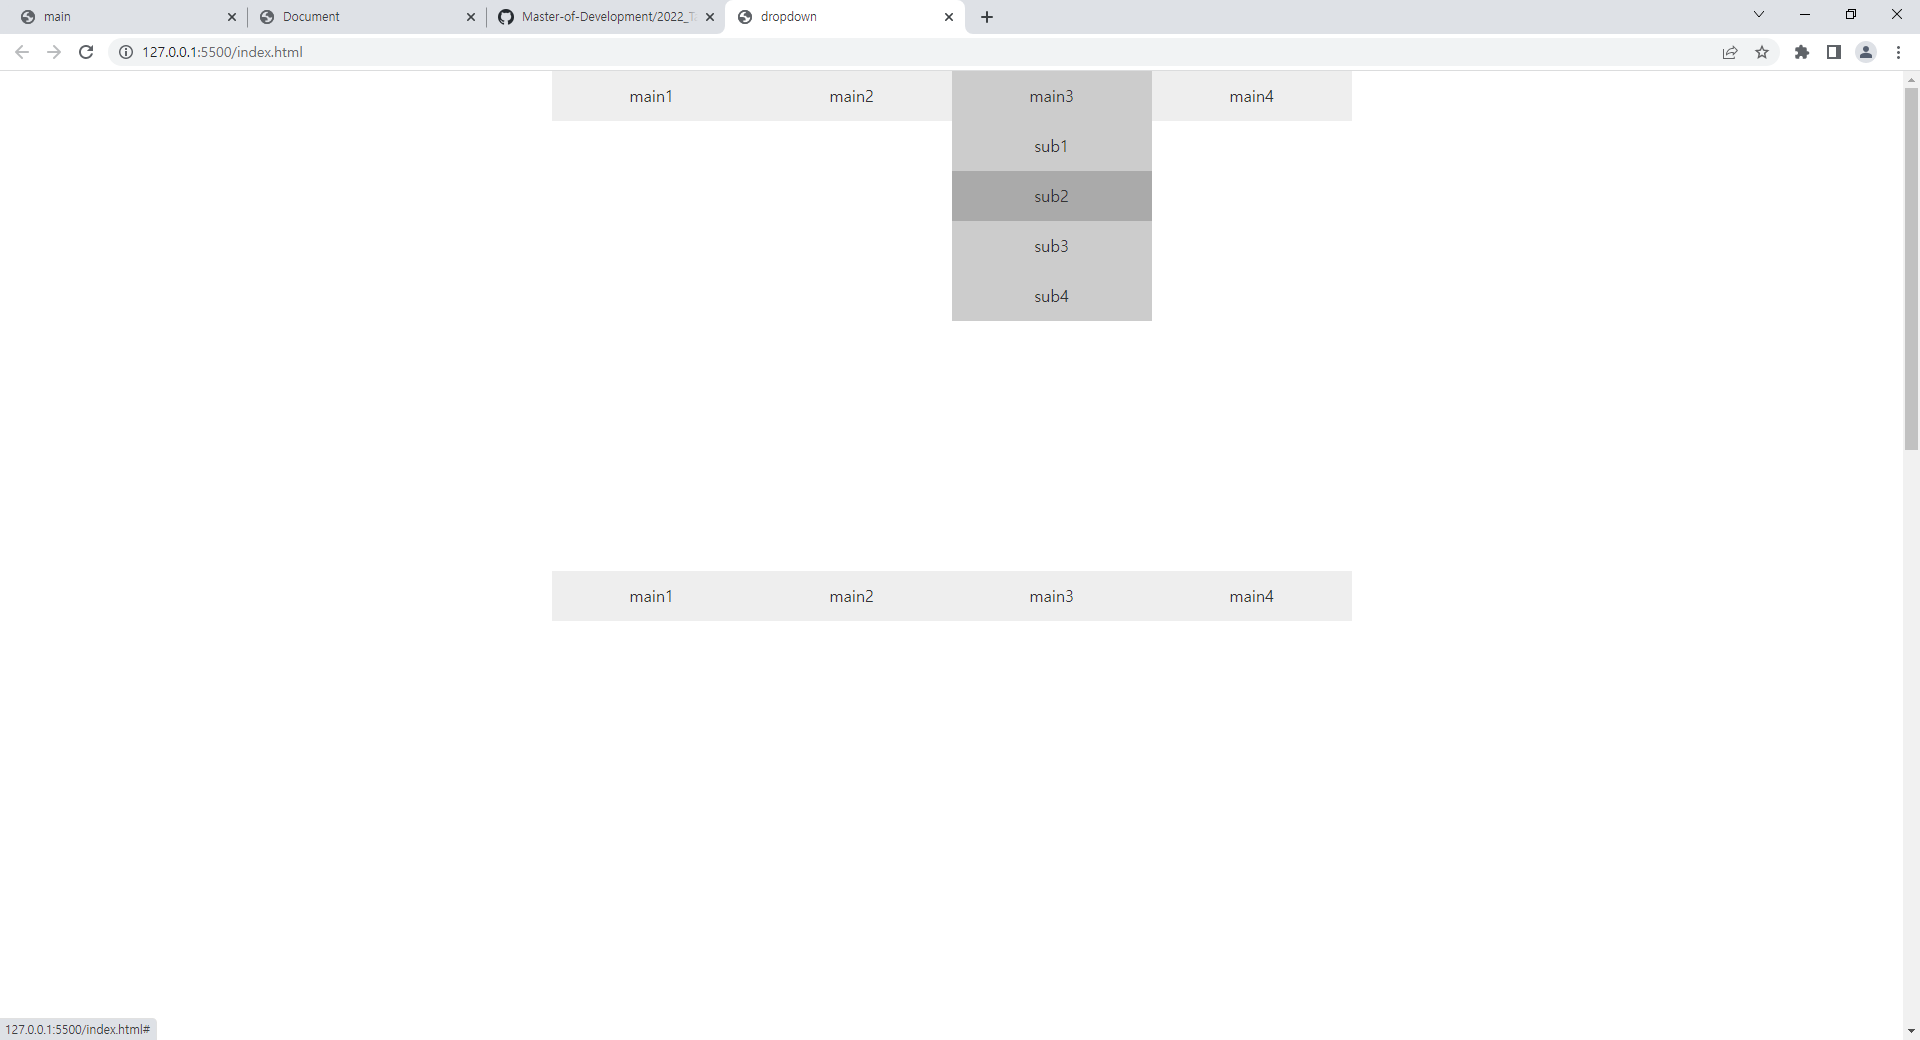 main
Document
Master-of-Development/2022_T
dropdown
127.0.0.1:5500/index.html
main1 main2 main3 main4
sub1
sub2
sub3
sub4
main1 main2 main3 main4
127.0.0.1:5500/index.html#